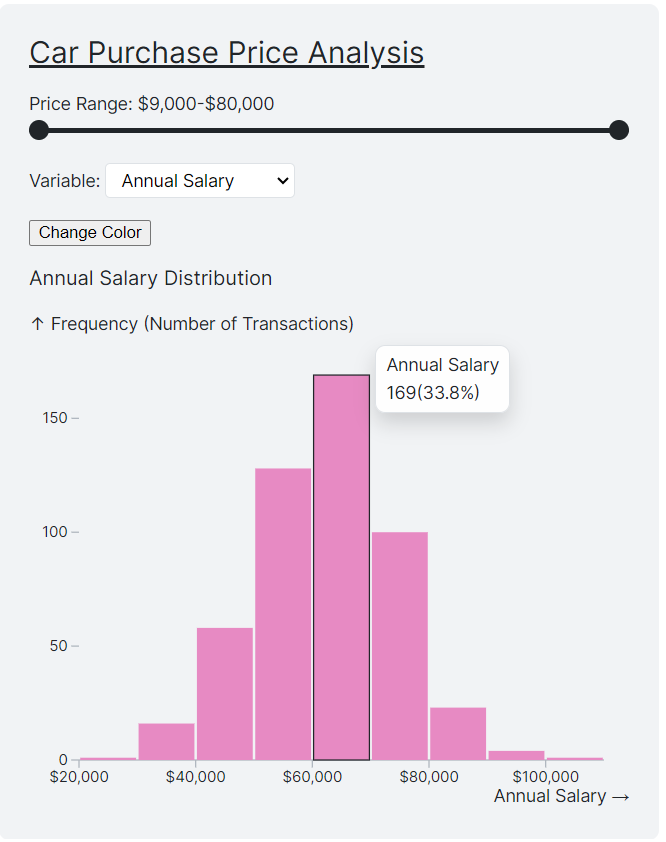 Car Purchase Price Analysis
Price Range: $9,000-$80,000
Variable: Annual Salary
Change Color
Annual Salary Distribution
↑ Frequency (Number of Transactions)
Annual Salary
169(33.8%)
150
100
50
0
$20,000 $40,000 $60,000 $80,000 $100,000
Annual Salary →